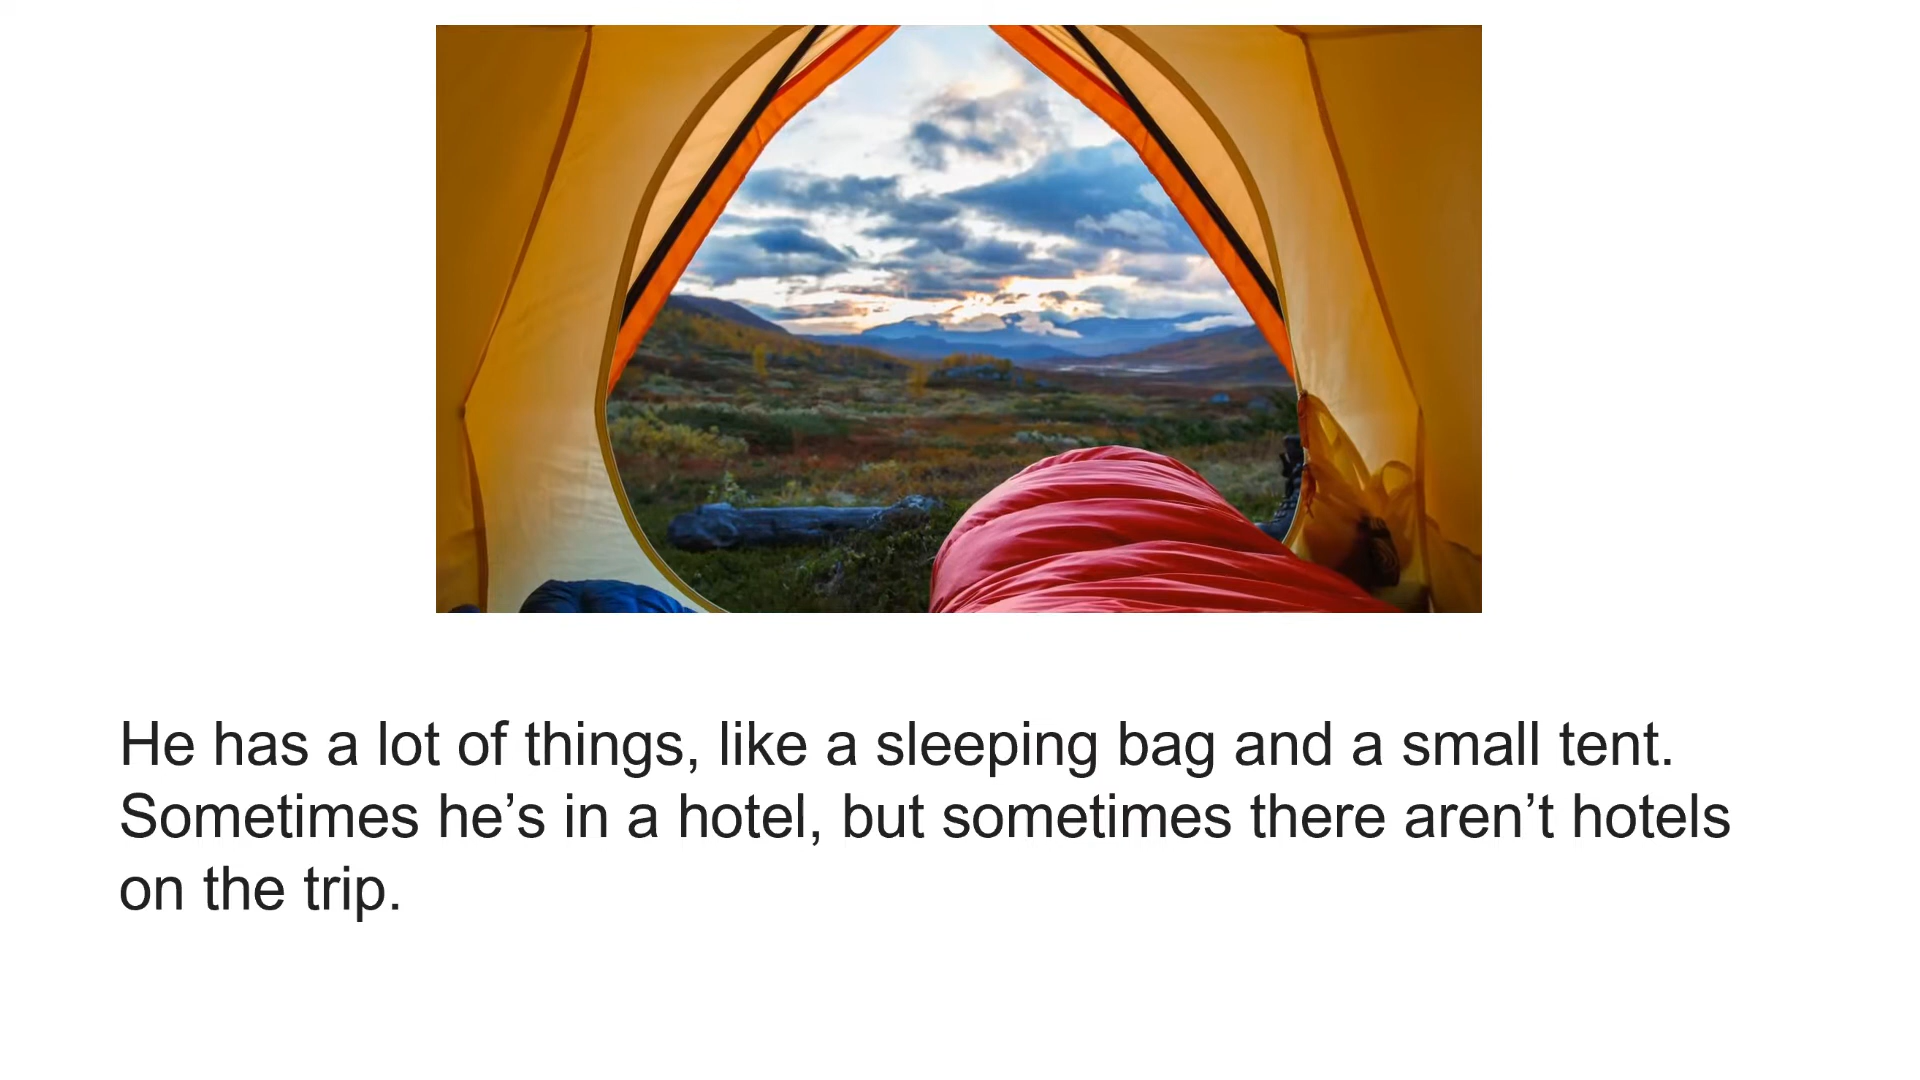 He has a lot of things, like a sleeping bag and a small tent.
Sometimes he’s in a hotel, but sometimes there aren’t hotels
on the trip.